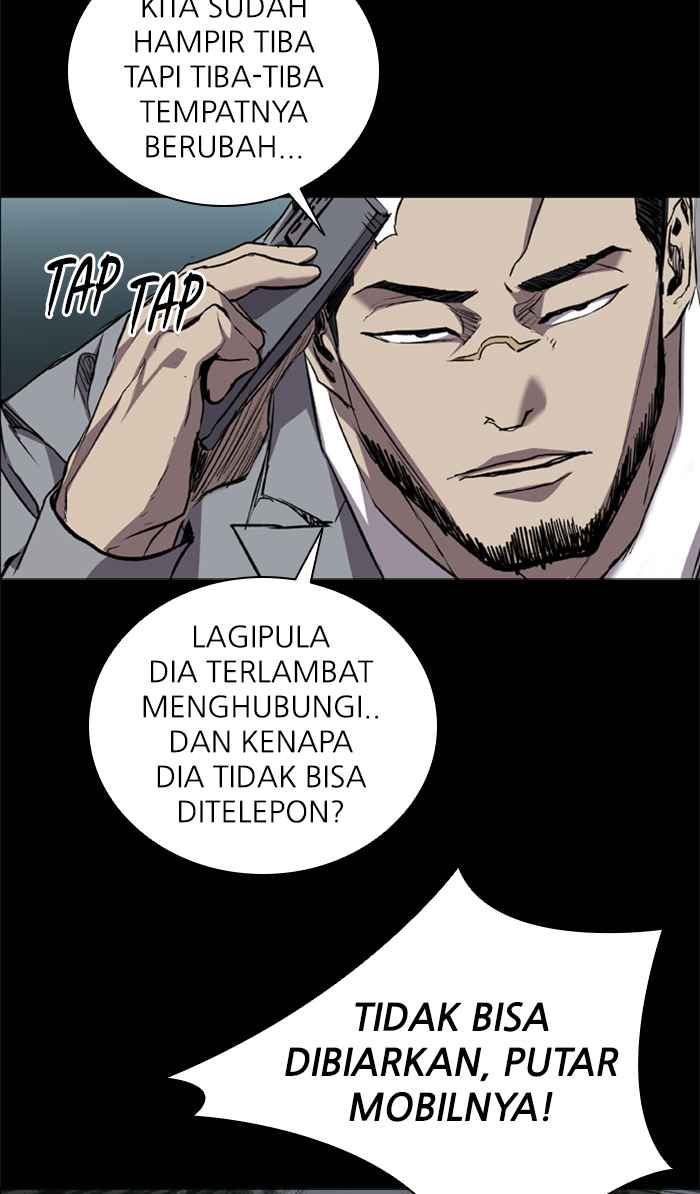 KITA SUDAH
HAMPIR TIBA
TAPI TIBA-TIBA
TEMPATNYA
BERUBAH...
TAP TAP
LAGIPULA
DIA TERLAMBAT
MENGHUBUNGI..
DAN KENAPA
DIA TIDAK BISA
DITELEPON?
TIDAK BISA
DIBIARKAN, PUTAR
MOBILNYA!